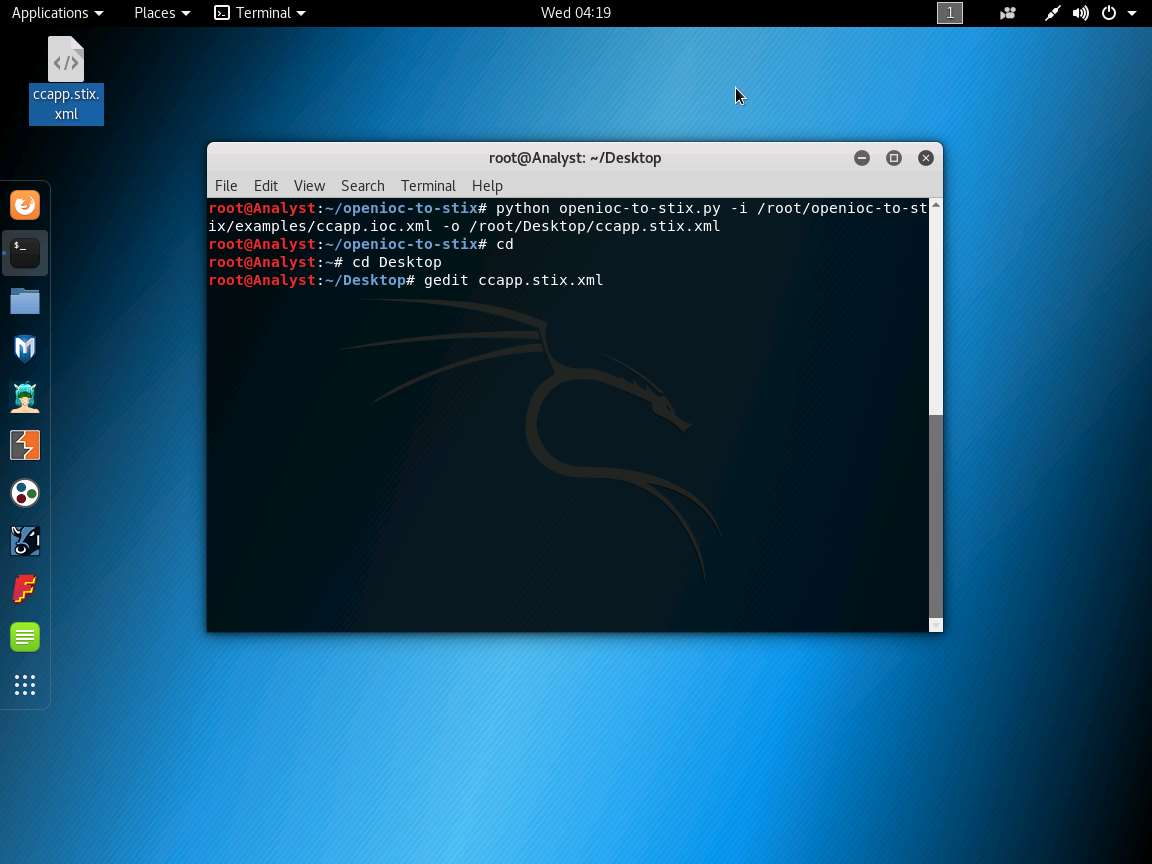 Applications Places Terminal Wed 04:19 1
ccapp.stix.
xml
root@Analyst: ~/Desktop
File Edit View Search Terminal Help
root@Analyst:~/openioc-to-stix# python openioc-to-stix.py -i /root/openioc-to-st
ix/examples/ccapp.ioc.xml -o /root/Desktop/ccapp.stix.xml
root@Analyst:~/openioc-to-stix# cd
root@Analyst:~# cd Desktop
root@Analyst:~/Desktop# gedit ccapp.stix.xml